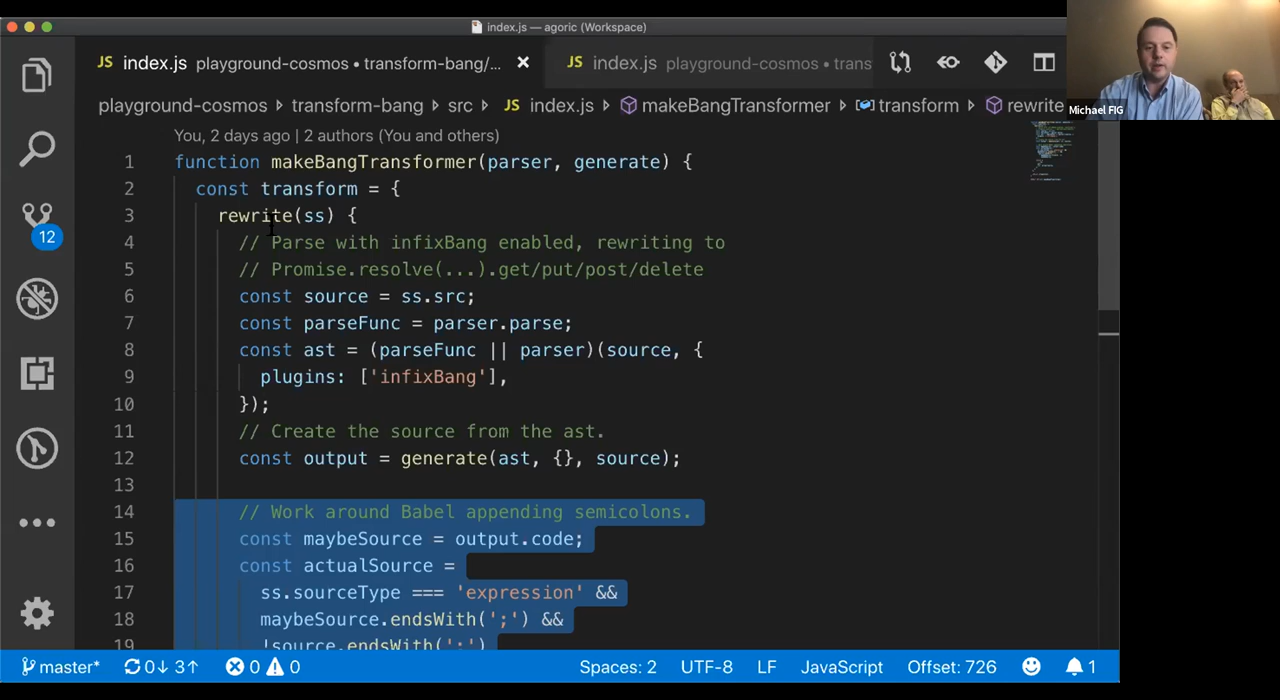 index.js — agoric (Workspace)
JS index.js playground-cosmos • transform-bang/...
JS index.js playground-cosmos • trans
Michael FIG
playground-cosmos > transform-bang > src > JS index.js > makeBangTransformer > transform > rewrite
You, 2 days ago | 2 authors (You and others)
1 function makeBangTransformer(parser, generate) {
2 const transform = {
3 rewrite(ss) {
4 // Parse with infixBang enabled, rewriting to
5 // Promise.resolve(...).get/put/post/delete
6 const source = ss.src;
7 const parseFunc = parser.parse;
8 const ast = (parseFunc || parser)(source, {
9 plugins: ['infixBang'],
10 });
11 // Create the source from the ast.
12 const output = generate(ast, {}, source);
13
14 // Work around Babel appending semicolons.
15 const maybeSource = output.code;
16 const actualSource =
17 ss.sourceType === 'expression' &&
18 maybeSource.endsWith(';') &&
19 !source.endsWith(';')
12
master* 0↓ 3↑ 0 0 Spaces: 2 UTF-8 LF JavaScript Offset: 726 1